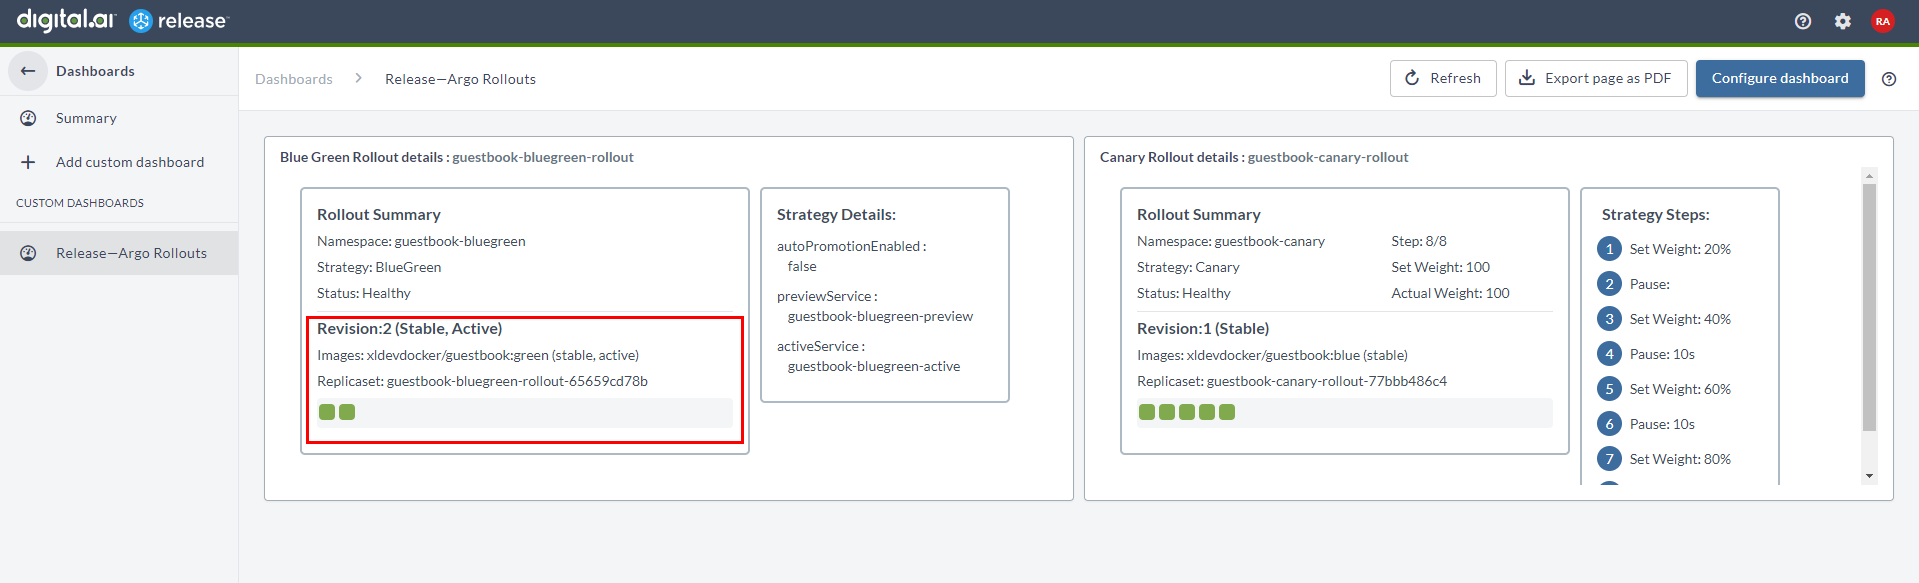 digital.ai release
RA
Dashboards
Summary
Add custom dashboard
CUSTOM DASHBOARDS
Release—Argo Rollouts
Dashboards > Release—Argo Rollouts
Refresh
Export page as PDF
Configure dashboard
Blue Green Rollout details : guestbook-bluegreen-rollout
Rollout Summary
Namespace: guestbook-bluegreen
Strategy: BlueGreen
Status: Healthy
Revision:2 (Stable, Active)
Images: xldevdocker/guestbook:green (stable, active)
Replicaset: guestbook-bluegreen-rollout-65659cd78b
Strategy Details:
autoPromotionEnabled :
false
previewService :
guestbook-bluegreen-preview
activeService :
guestbook-bluegreen-active
Canary Rollout details : guestbook-canary-rollout
Rollout Summary
Namespace: guestbook-canary
Step: 8/8
Strategy: Canary
Set Weight: 100
Status: Healthy
Actual Weight: 100
Revision:1 (Stable)
Images: xldevdocker/guestbook:blue (stable)
Replicaset: guestbook-canary-rollout-77bbb486c4
Strategy Steps:
1 Set Weight: 20%
2 Pause:
3 Set Weight: 40%
4 Pause: 10s
5 Set Weight: 60%
6 Pause: 10s
7 Set Weight: 80%